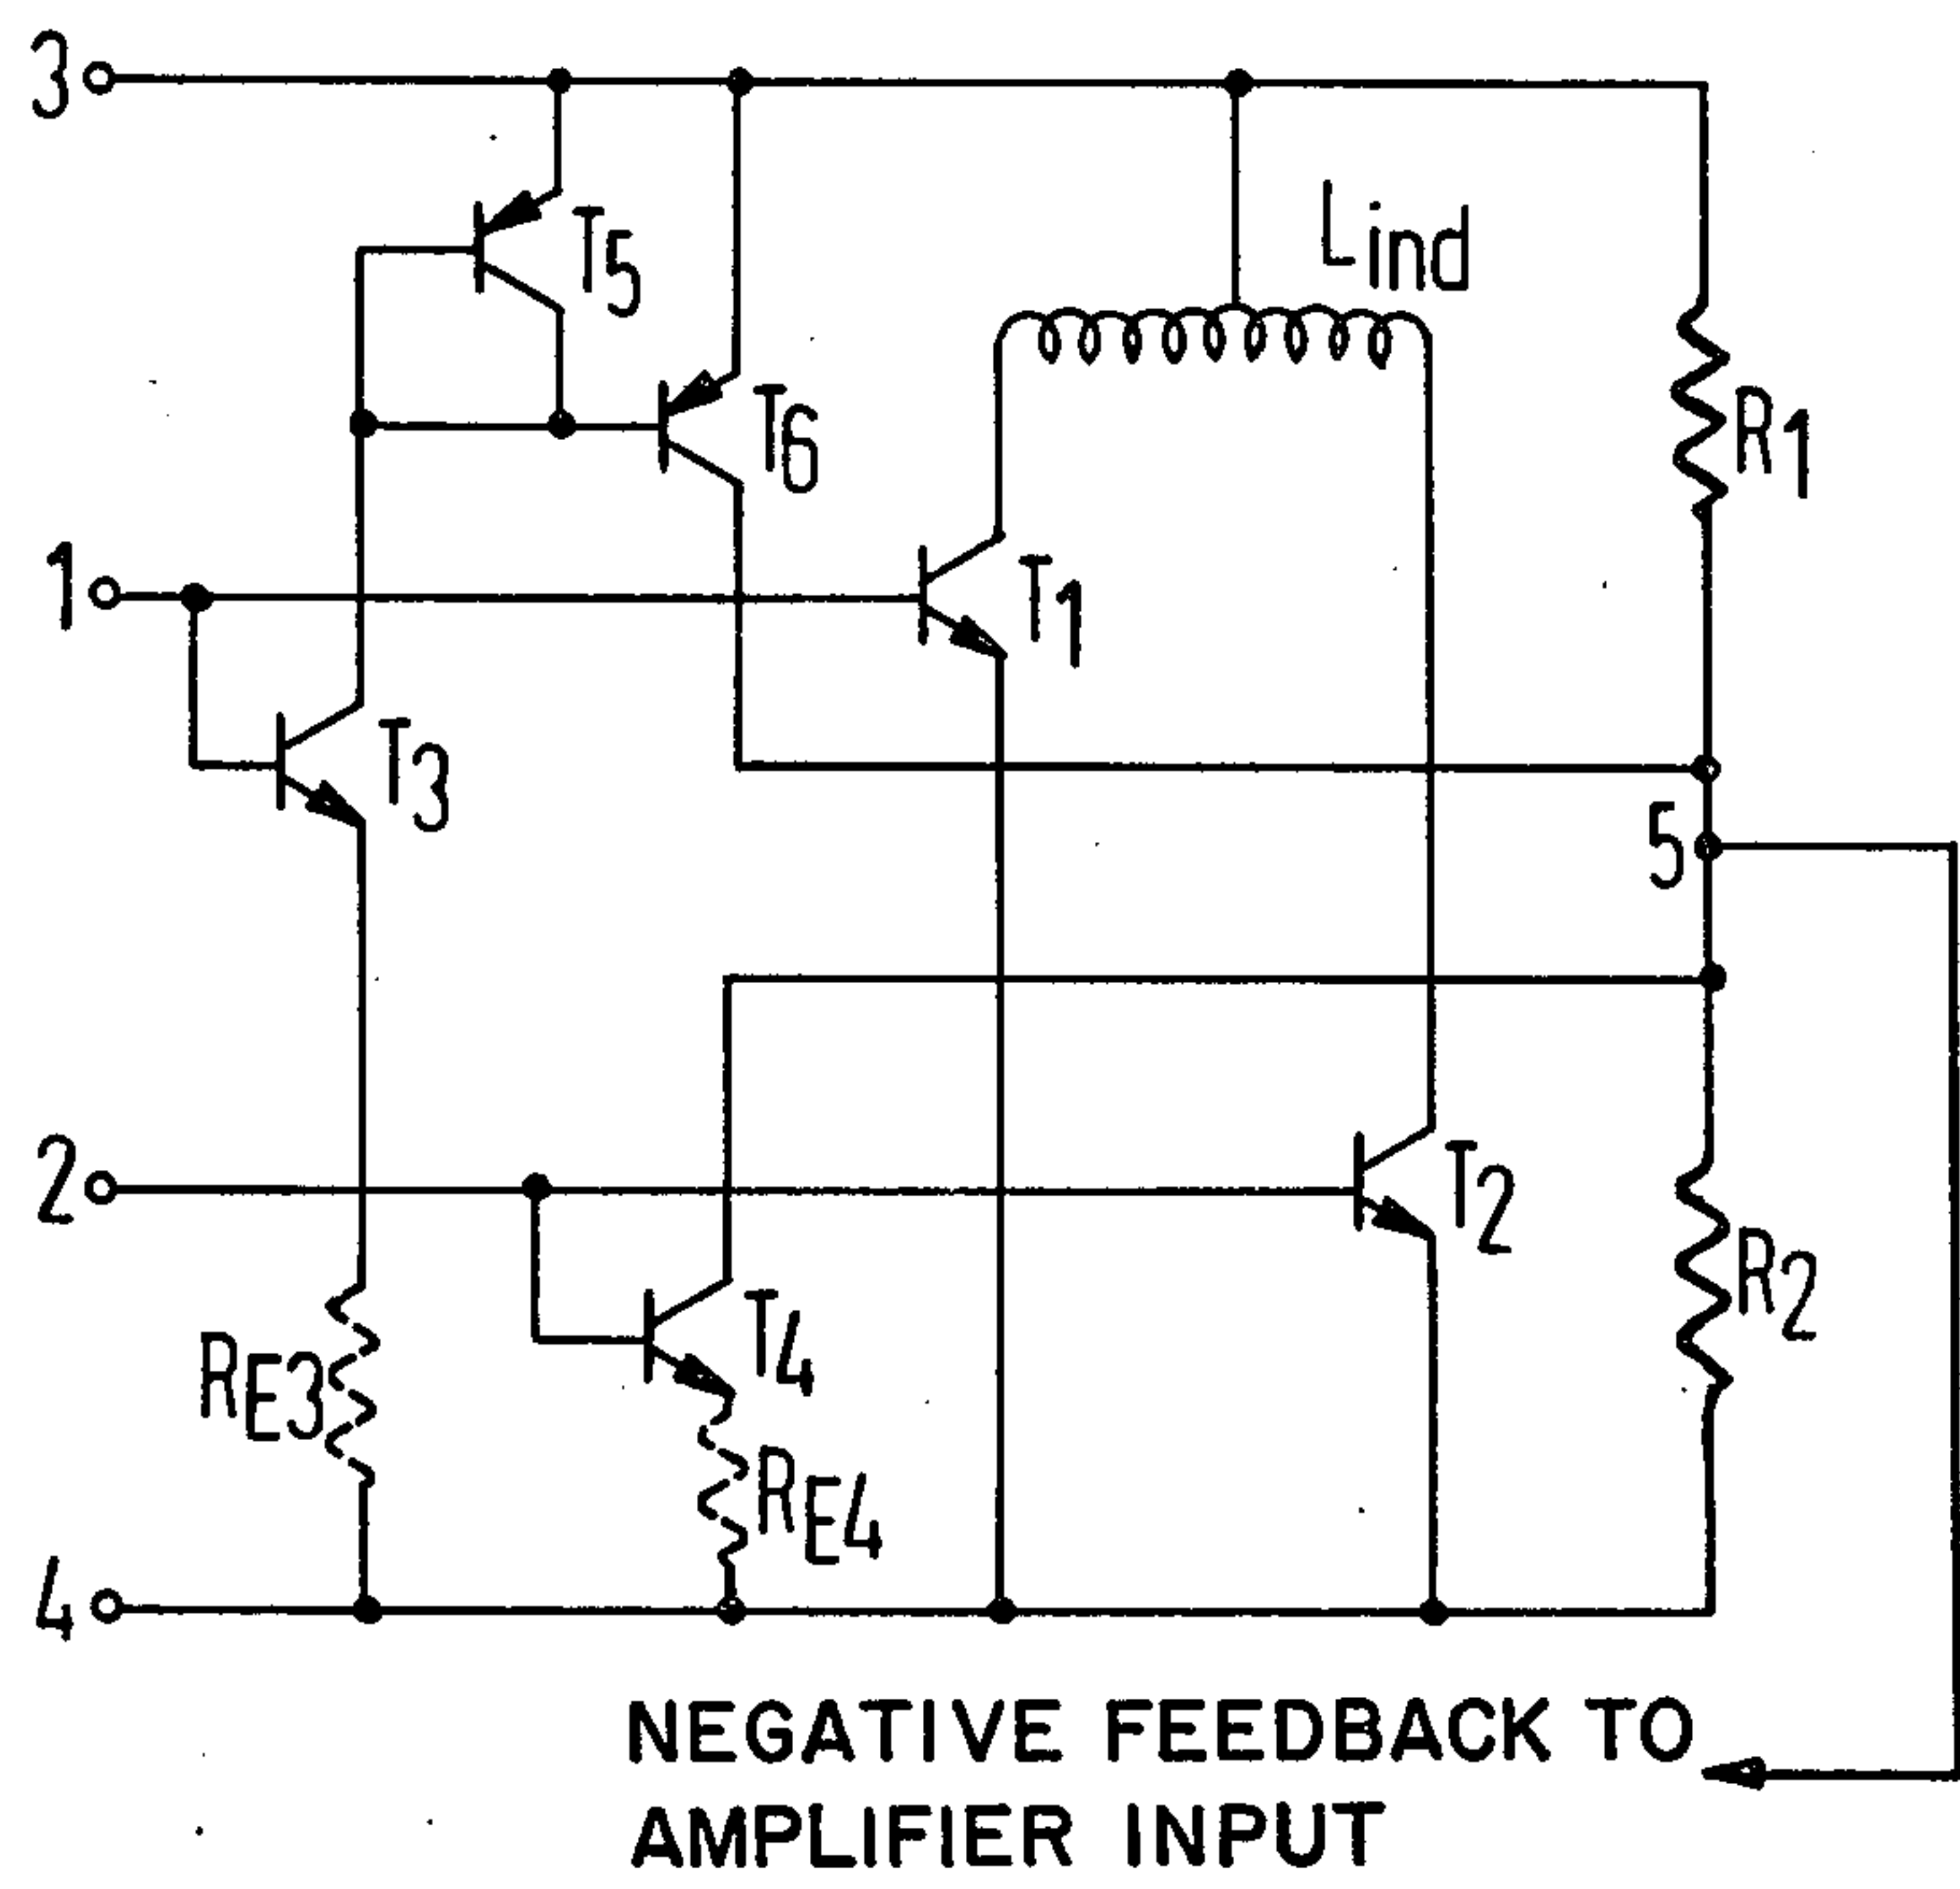 3
T5
Lind
T6
R1
1
T1
T3
5
2
T2
T4
R2
RE3
RE4
4
NEGATIVE FEEDBACK TO
AMPLIFIER INPUT